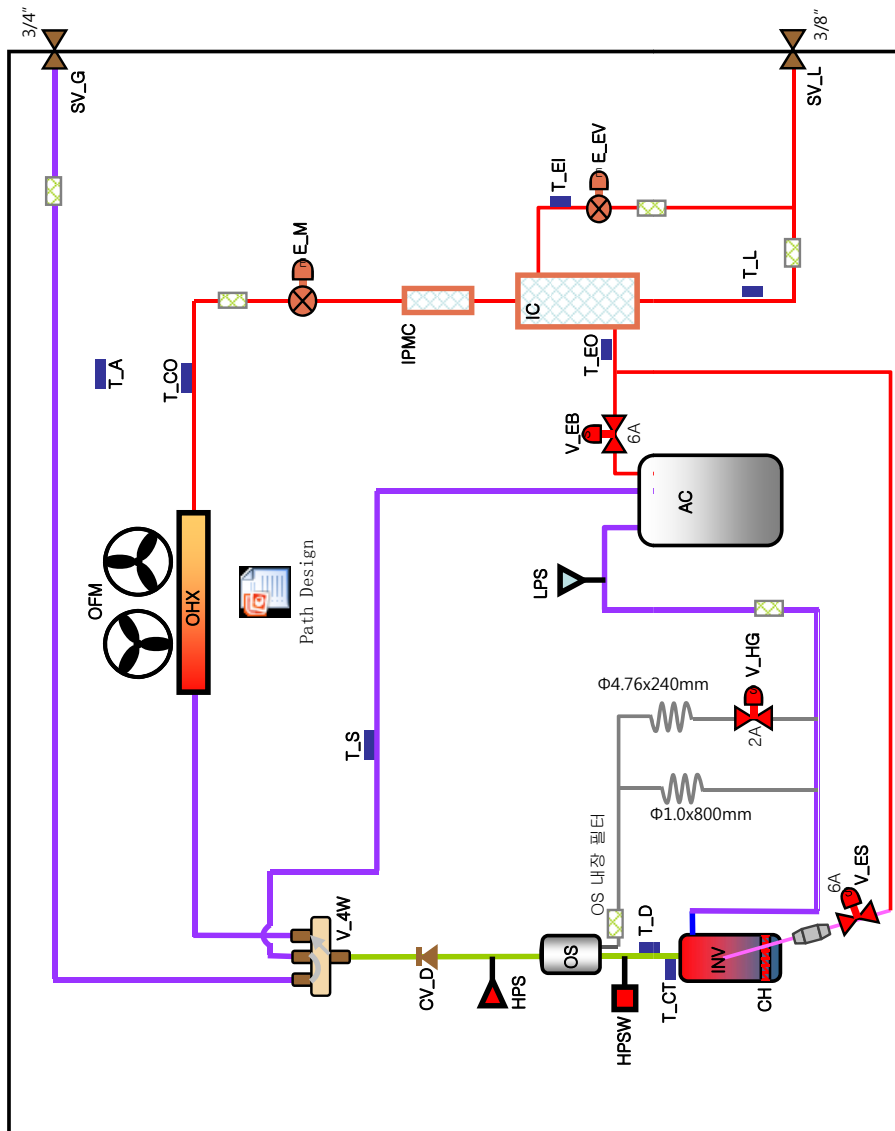 3/4"
SV_G
3/8"
SV_L
T_EI
E_EV
E_M
T_L
IC
IPMC
T_A
T_CO
T_EO
V_EB
6A
AC
OFM
OHX
Path Design
LPS
T_S
Φ4.76x240mm
V_HG
2A
Φ1.0x800mm
OS 내장 필터
V_4W
CV_D
HPS
OS
T_D
HPSW
T_CT
INV
CH
6A
V_ES